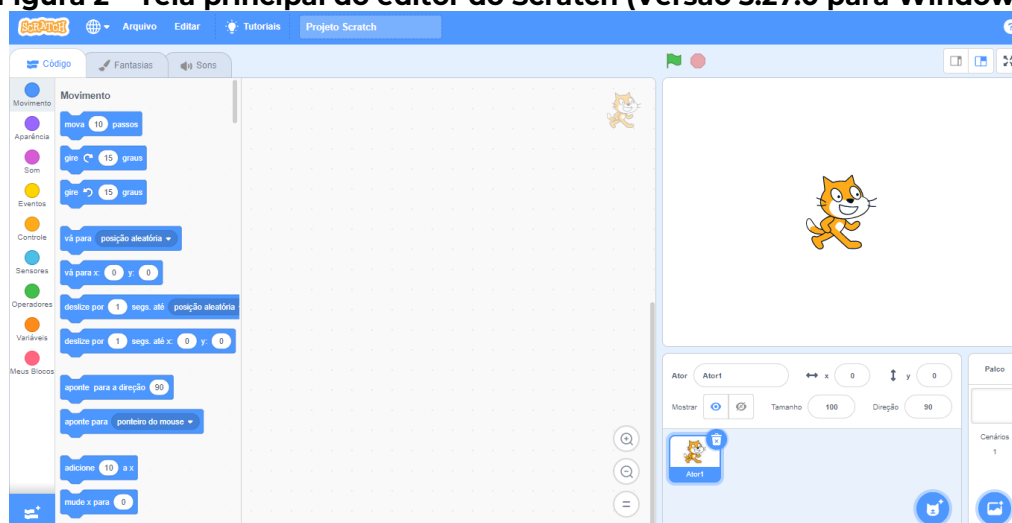 Figura 2 - Tela principal do editor do Scratch (versão 3.27.0 para Window
SCRATCH Arquivo Editar Tutoriais Projeto Scratch
Código Fantasias Sons
Movimento
Aparência
Som
Eventos
Controle
Sensores
Operadores
Variáveis
Meus Blocos
Movimento
mova 10 passos
gire 15 graus
gire 15 graus
vá para posição aleatória
vá para x: 0 y: 0
deslize por 1 segs. até posição aleatória
deslize por 1 segs. até x: 0 y: 0
aponte para a direção 90
aponte para ponteiro do mouse
adicione 10 a x
mude x para 0
Ator Ator1 x 0 y 0
Mostrar Tamanho 100 Direção 90
Ator1
Palco
Cenários
1